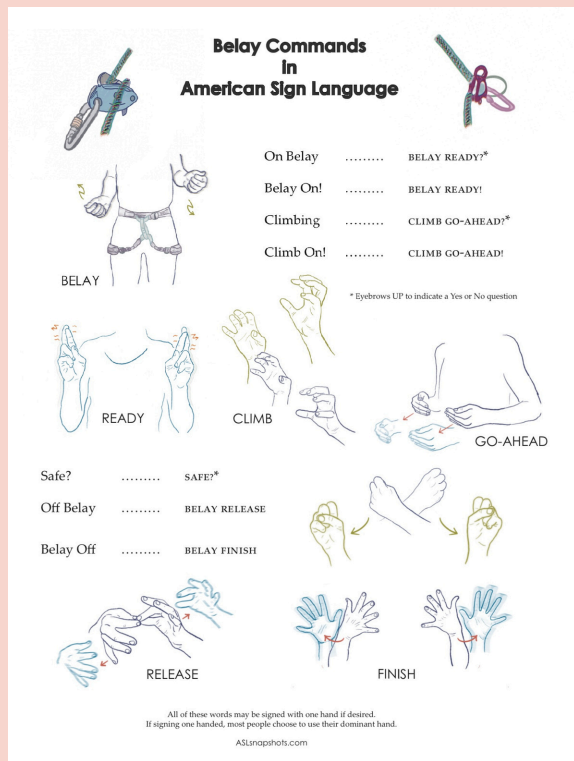 Belay Commands
in
American Sign Language
On Belay ......... BELAY READY?*
Belay On! ......... BELAY READY!
Climbing ......... CLIMB GO-AHEAD?*
Climb On! ......... CLIMB GO-AHEAD!
BELAY
* Eyebrows UP to indicate a Yes or No question
READY
CLIMB
GO-AHEAD
Safe? ......... SAFE?*
Off Belay ......... BELAY RELEASE
Belay Off ......... BELAY FINISH
RELEASE
FINISH
All of these words may be signed with one hand if desired.
If signing one handed, most people choose to use their dominant hand.
ASLsnapshots.com